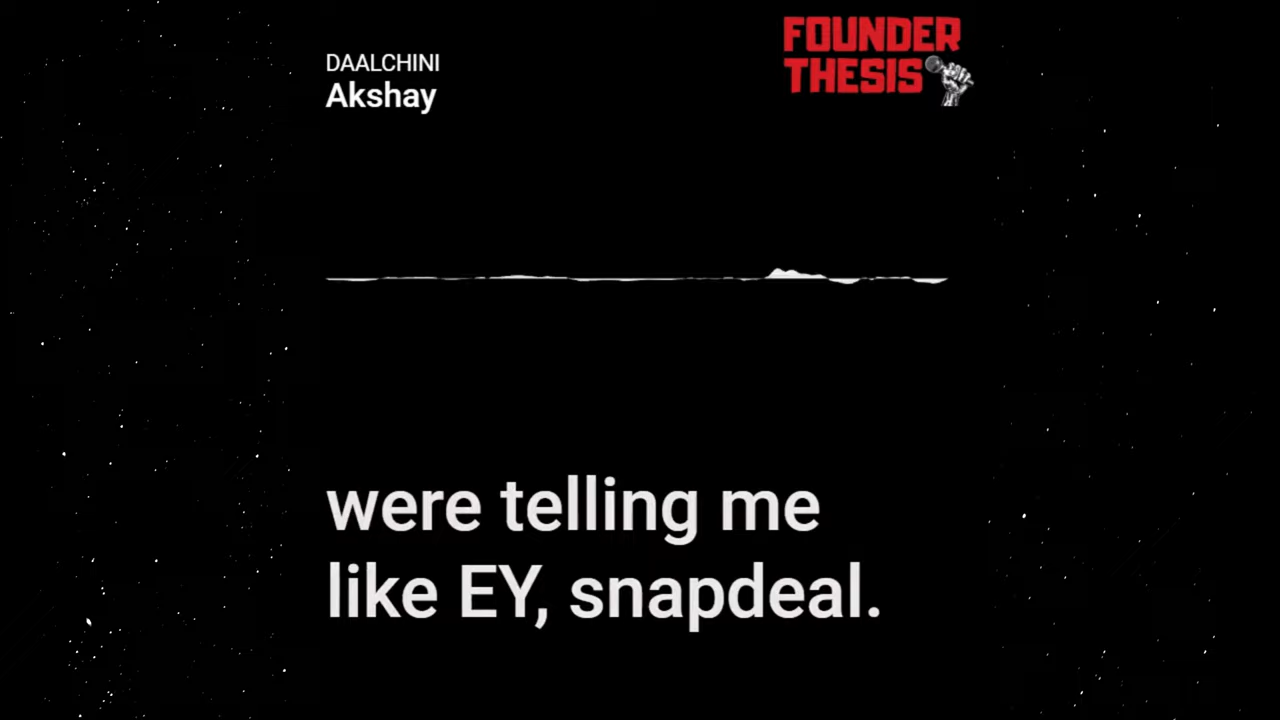 DAALCHINI
Akshay
FOUNDER
THESIS
were telling me
like EY, snapdeal.